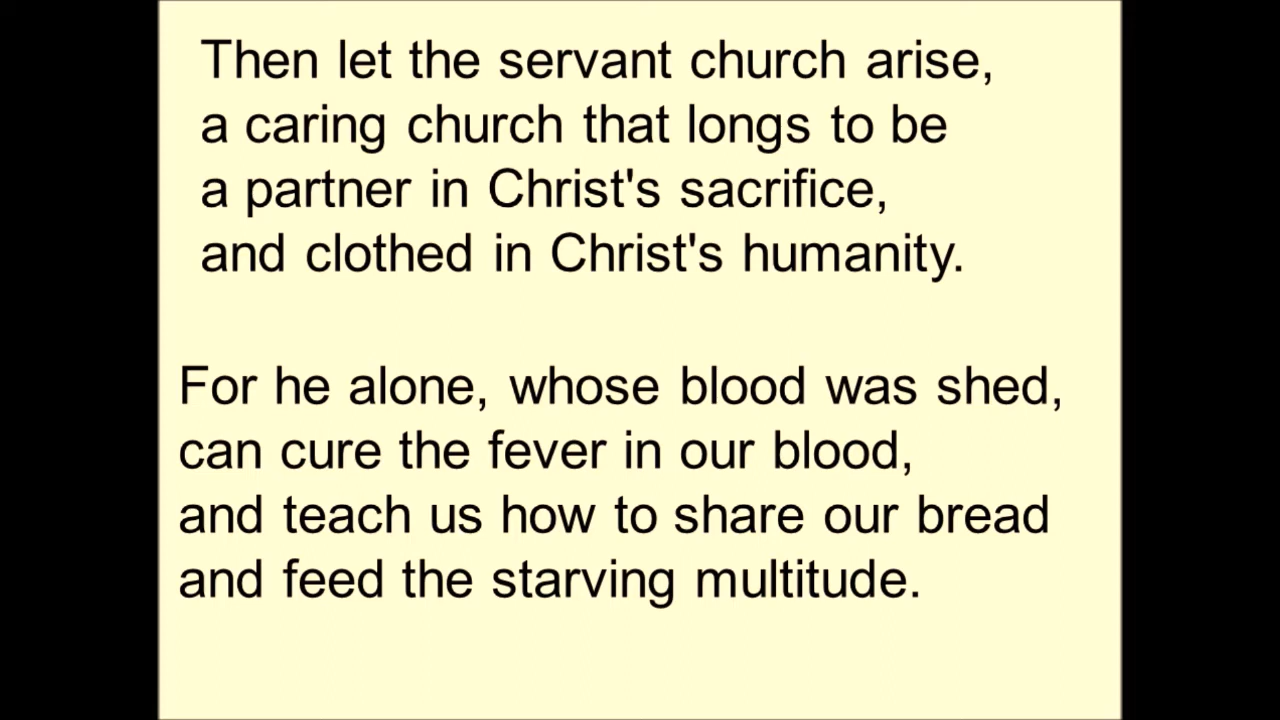 Then let the servant church arise,
a caring church that longs to be
a partner in Christ's sacrifice,
and clothed in Christ's humanity.
For he alone, whose blood was shed,
can cure the fever in our blood,
and teach us how to share our bread
and feed the starving multitude.